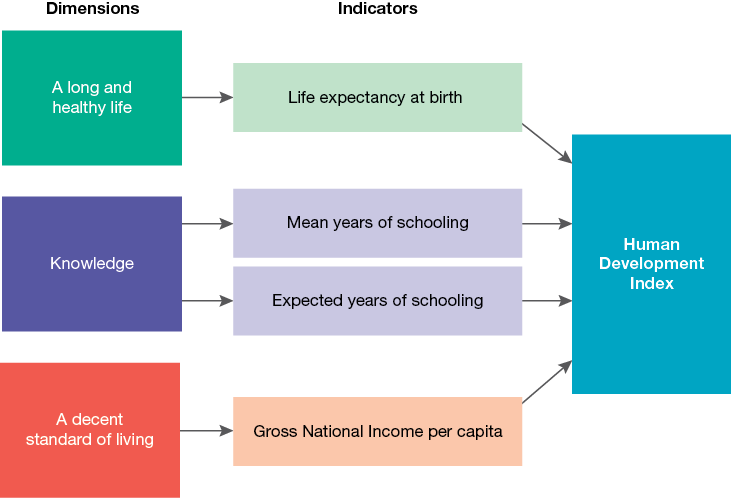 Dimensions
Indicators
A long and
healthy life
Life expectancy at birth
Knowledge
Mean years of schooling
Expected years of schooling
A decent
standard of living
Gross National Income per capita
Human
Development
Index